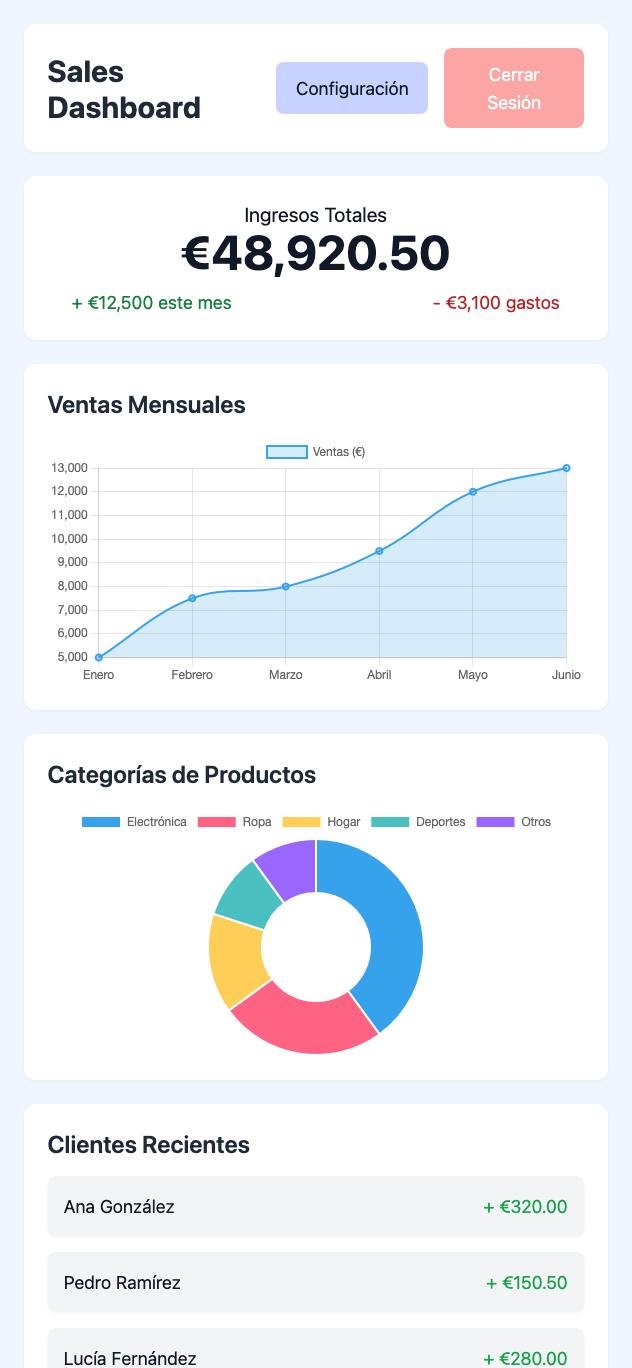 Sales
Dashboard
Configuración
Cerrar
Sesión
Ingresos Totales
€48,920.50
+ €12,500 este mes
- €3,100 gastos
Ventas Mensuales
Ventas (€)
13,000
12,000
11,000
10,000
9,000
8,000
7,000
6,000
5,000
Enero Febrero Marzo Abril Mayo Junio
Categorías de Productos
Electrónica Ropa Hogar Deportes Otros
Clientes Recientes
Ana González + €320.00
Pedro Ramírez + €150.50
Lucía Fernández + €280.00